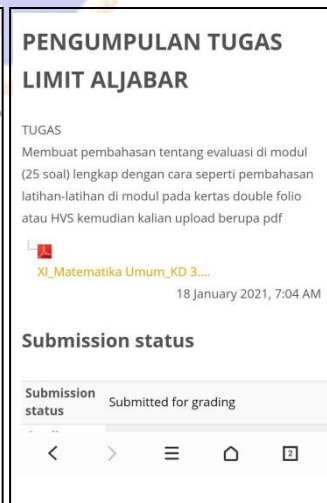 PENGUMPULAN TUGAS
LIMIT ALJABAR
TUGAS
Membuat pembahasan tentang evaluasi di modul
(25 soal) lengkap dengan cara seperti pembahasan
latihan-latihan di modul pada kertas double folio
atau HVS kemudian kalian upload berupa pdf
XI_Matematika Umum_KD 3....
18 January 2021, 7:04 AM
Submission status
Submission
status
Submitted for grading
2